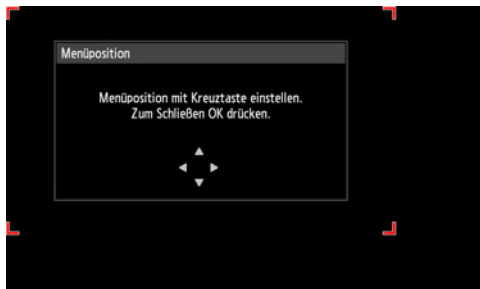 Menüposition
Menüposition mit Kreuztaste einstellen.
Zum Schließen OK drücken.